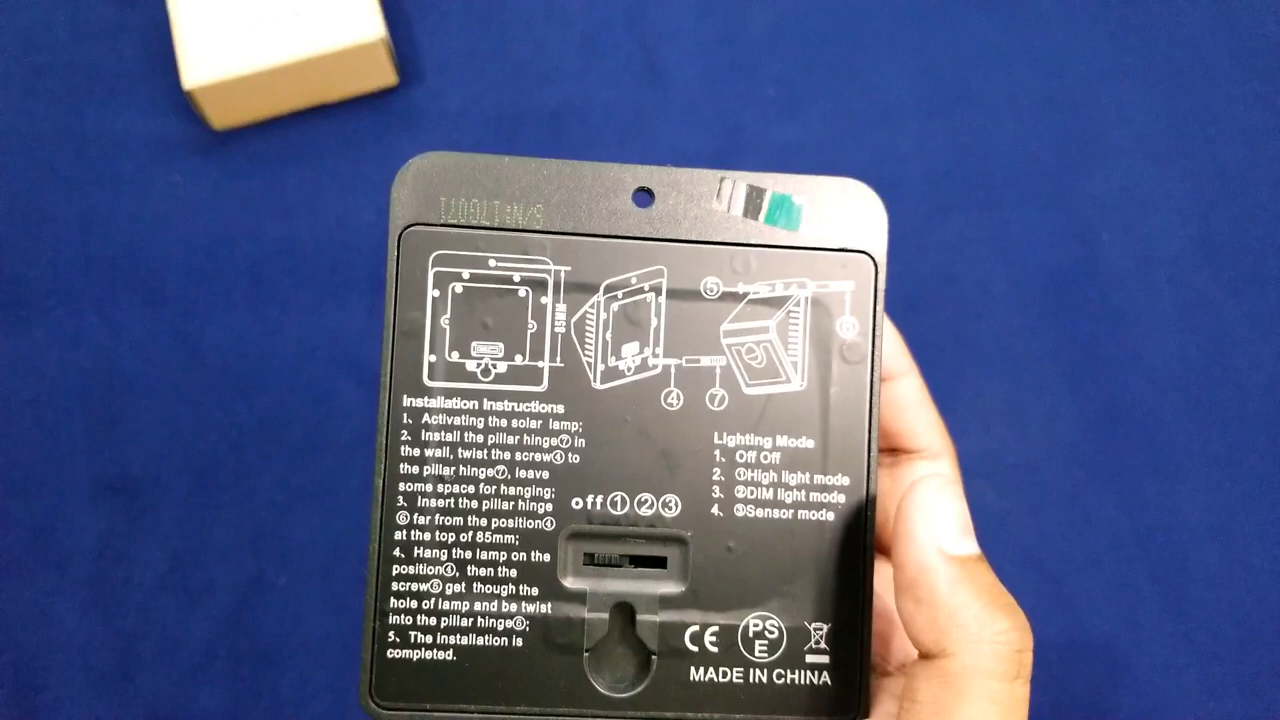 S/N:170071
85MM
⑤
⑥
④ ⑦
Installation Instructions
1、Activating the solar lamp;
2、Install the pillar hinge⑦ in
the wall, twist the screw④ to
the pillar hinge⑦, leave
some space for hanging;
3、Insert the pillar hinge
⑥ far from the position④
at the top of 85mm;
4、Hang the lamp on the
position④, then the
screw⑤ get though the
hole of lamp and be twist
into the pillar hinge⑥;
5、The installation is
completed.
off①②③
Lighting Mode
1、Off Off
2、①High light mode
3、②DIM light mode
4、③Sensor mode
CE PS
E
MADE IN CHINA